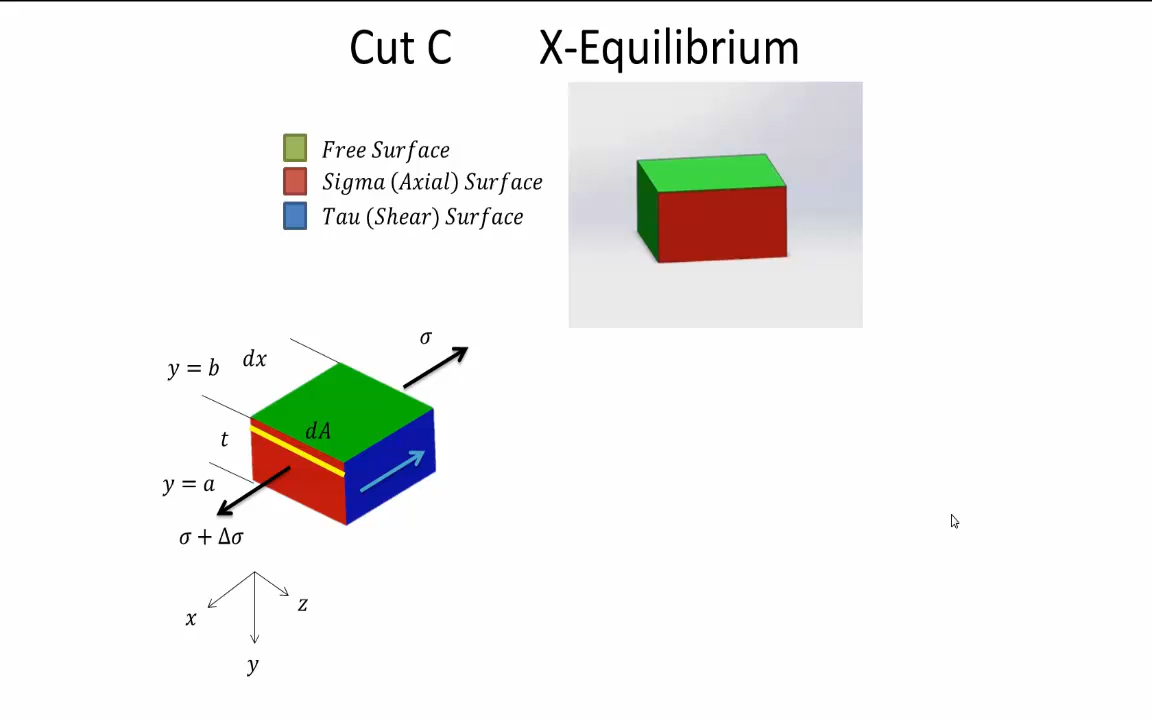 Cut C X-Equilibrium
Free Surface
Sigma (Axial) Surface
Tau (Shear) Surface
σ
y = b
dx
dA
t
y = a
σ + Δσ
x
z
y